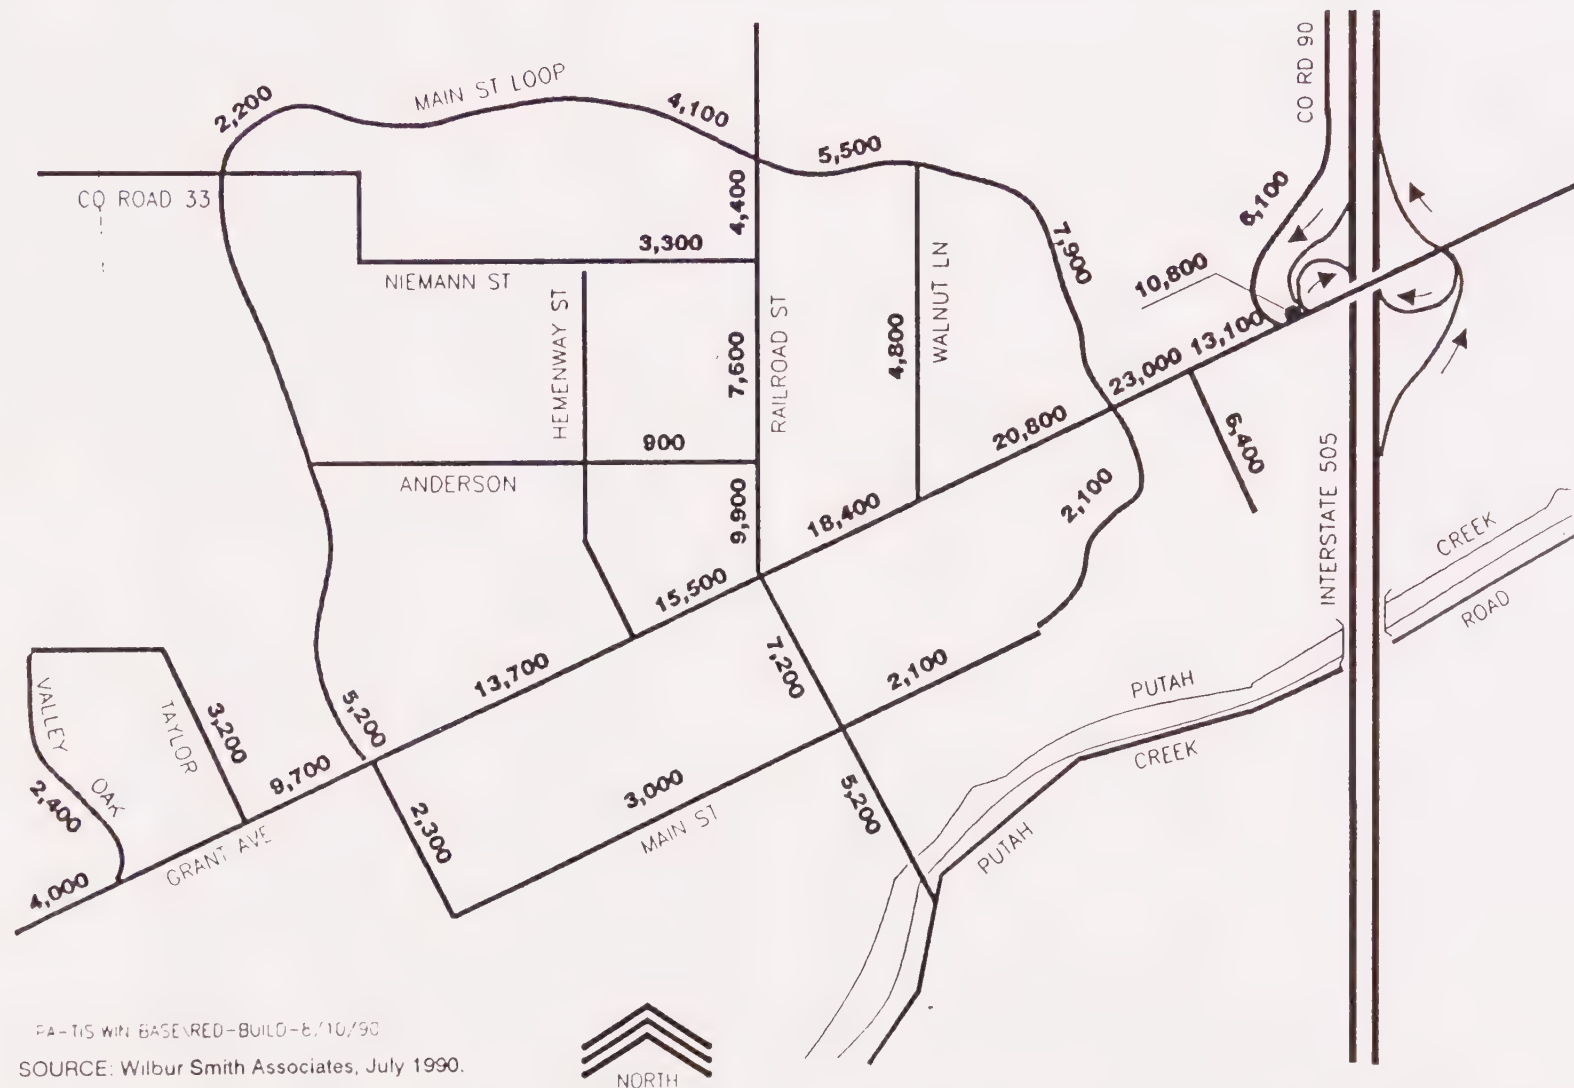 CO RD 90
MAIN ST LOOP
2,200
4,100
5,500
CO ROAD 33
4,400
6,100
3,300
7,900
NIEMANN ST
10,800
HEMENWAY ST
7,600
RAILROAD ST
4,800
WALNUT LN
13,100
23,000
900
20,800
6,400
ANDERSON
9,900
18,400
2,100
INTERSTATE 505
CREEK
ROAD
15,500
13,700
7,200
2,100
PUTAH
CREEK
VALLEY
OAK
TAYLOR
3,200
5,200
9,700
2,400
3,000
MAIN ST
5,200
2,300
PUTAH
GRANT AVE
4,000
SOURCE: Wilbur Smith Associates, July 1990.
NORTH